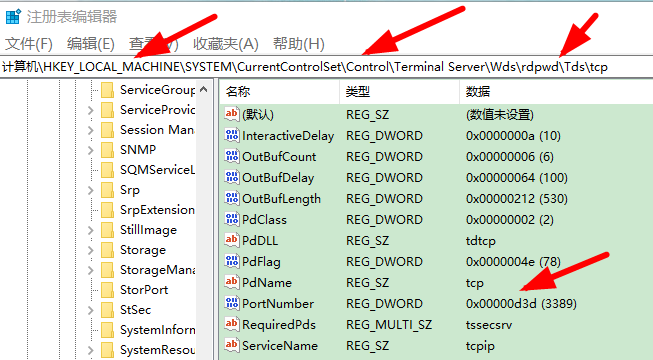 注册表编辑器
文件(F) 编辑(E) 查看(V) 收藏夹(A) 帮助(H)
计算机\HKEY_LOCAL_MACHINE\SYSTEM\CurrentControlSet\Control\Terminal Server\Wds\rdpwd\Tds\tcp
ServiceGroup
ServiceProvic
Session Mana
SNMP
SQMServiceL
Srp
SrpExtension
StillImage
Storage
StorageMana
StorPort
StSec
SystemInform
SystemResou
名称 类型 数据
(默认) REG_SZ (数值未设置)
InteractiveDelay REG_DWORD 0x0000000a (10)
OutBufCount REG_DWORD 0x00000006 (6)
OutBufDelay REG_DWORD 0x00000064 (100)
OutBufLength REG_DWORD 0x00000212 (530)
PdClass REG_DWORD 0x00000002 (2)
PdDLL REG_SZ tdtcp
PdFlag REG_DWORD 0x0000004e (78)
PdName REG_SZ tcp
PortNumber REG_DWORD 0x00000d3d (3389)
RequiredPds REG_MULTI_SZ tssecsrv
ServiceName REG_SZ tcpip